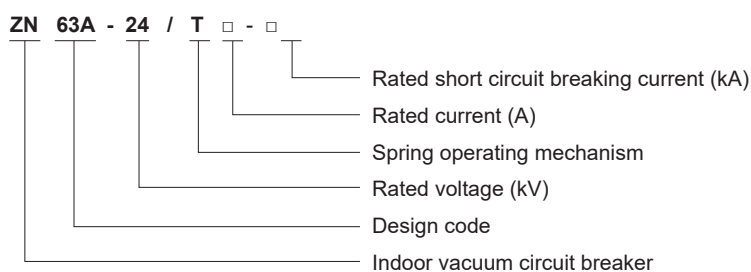 ZN 63A - 24 / T □ - □
Rated short circuit breaking current (kA)
Rated current (A)
Spring operating mechanism
Rated voltage (kV)
Design code
Indoor vacuum circuit breaker